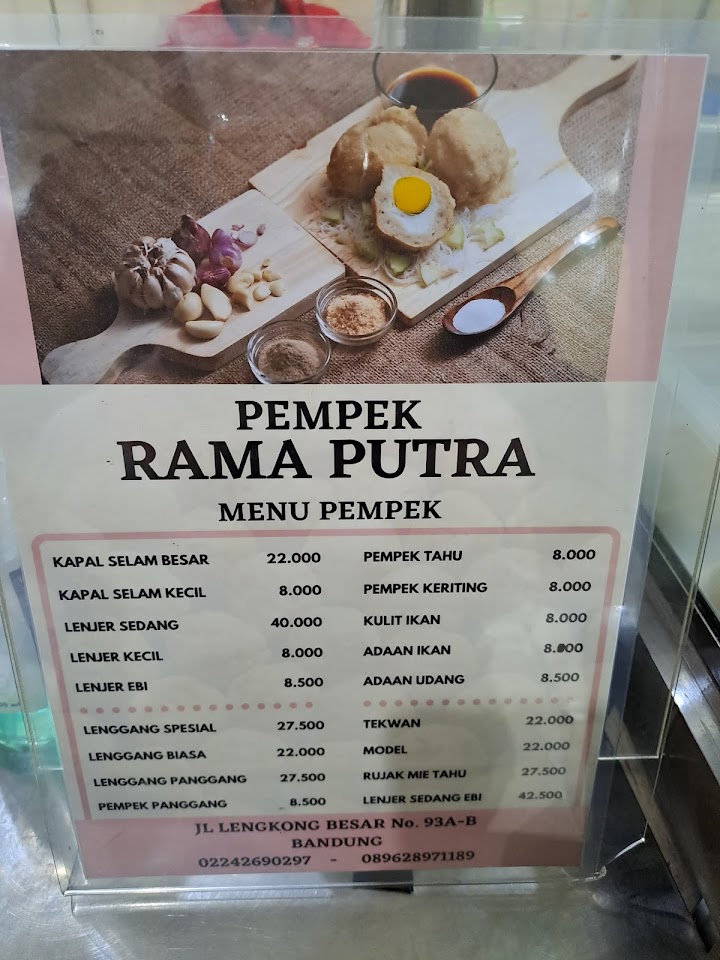 PEMPEK
RAMA PUTRA
MENU PEMPEK
KAPAL SELAM BESAR 22.000
KAPAL SELAM KECIL 8.000
LENJER SEDANG 40.000
LENJER KECIL 8.000
LENJER EBI 8.500
LENGGANG SPESIAL 27.500
LENGGANG BIASA 22.000
LENGGANG PANGGANG 27.500
PEMPEK PANGGANG 8.500
PEMPEK TAHU 8.000
PEMPEK KERITING 8.000
KULIT IKAN 8.000
ADAAN IKAN 8.000
ADAAN UDANG 8.500
TEKWAN 22.000
MODEL 22.000
RUJAK MIE TAHU 27.500
LENJER SEDANG EBI 42.500
JL LENGKONG BESAR No. 93A-B
BANDUNG
02242690297 - 089628971189